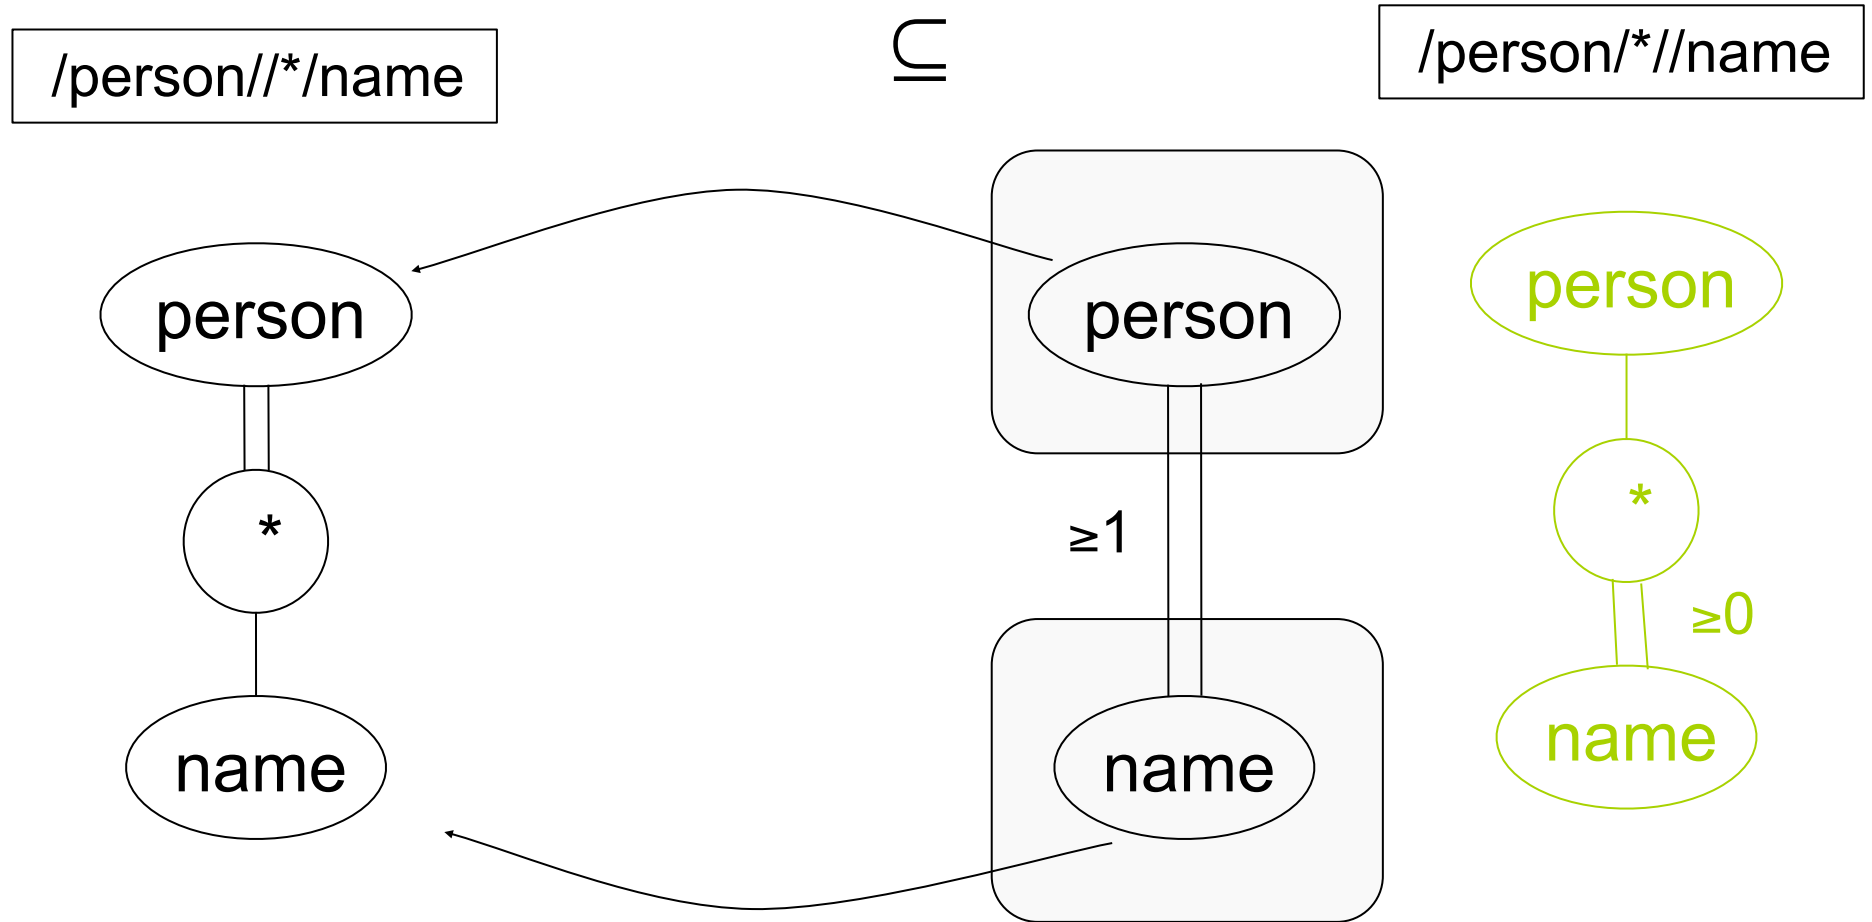 /person//*/name
⊆
/person/*//name
person
*
name
person
≥1
name
person
*
≥0
name